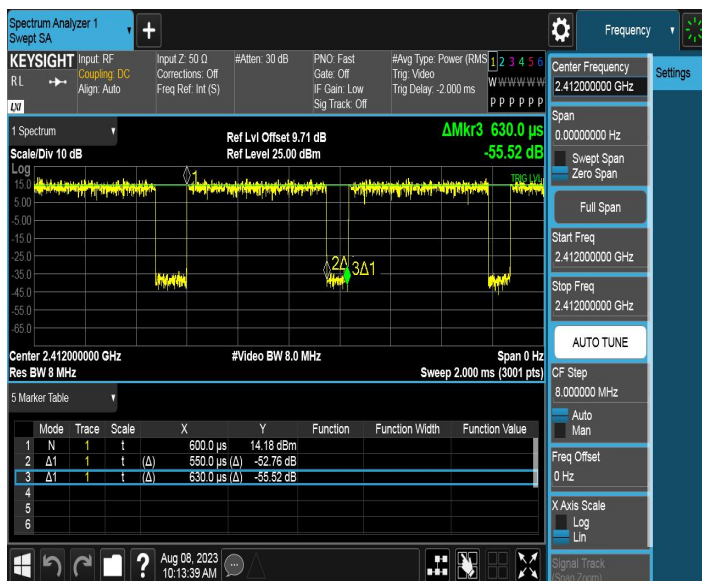 Spectrum Analyzer 1
Swept SA
Frequency
KEYSIGHT
RL
LXI
Input: RF
Coupling: DC
Align: Auto
Input Z: 50 Ω
Corrections: Off
Freq Ref: Int (S)
#Atten: 30 dB
PNO: Fast
Gate: Off
IF Gain: Low
Sig Track: Off
#Avg Type: Power (RMS
Trig: Video
Trig Delay: -2.000 ms
1 2 3 4 5 6
W W W W W W
P P P P P P
1 Spectrum
Scale/Div 10 dB
Ref Lvl Offset 9.71 dB
Ref Level 25.00 dBm
ΔMkr3 630.0 µs
-55.52 dB
Log
15.0
5.00
-5.00
-15.0
-25.0
-35.0
-45.0
-55.0
-65.0
1
TRIG LVL
2Δ 3Δ1
Center 2.412000000 GHz
Res BW 8 MHz
#Video BW 8.0 MHz
Span 0 Hz
Sweep 2.000 ms (3001 pts)
5 Marker Table
Mode Trace Scale X Y Function Function Width Function Value
1 N 1 t 600.0 µs 14.18 dBm
2 Δ1 1 t (Δ) 550.0 µs (Δ) -52.76 dB
3 Δ1 1 t (Δ) 630.0 µs (Δ) -55.52 dB
4
5
6
Aug 08, 2023
10:13:39 AM
Center Frequency
2.412000000 GHz
Settings
Span
0.00000000 Hz
Swept Span
Zero Span
Full Span
Start Freq
2.412000000 GHz
Stop Freq
2.412000000 GHz
AUTO TUNE
CF Step
8.000000 MHz
Auto
Man
Freq Offset
0 Hz
X Axis Scale
Log
Lin
Signal Track
(Span Zoom)